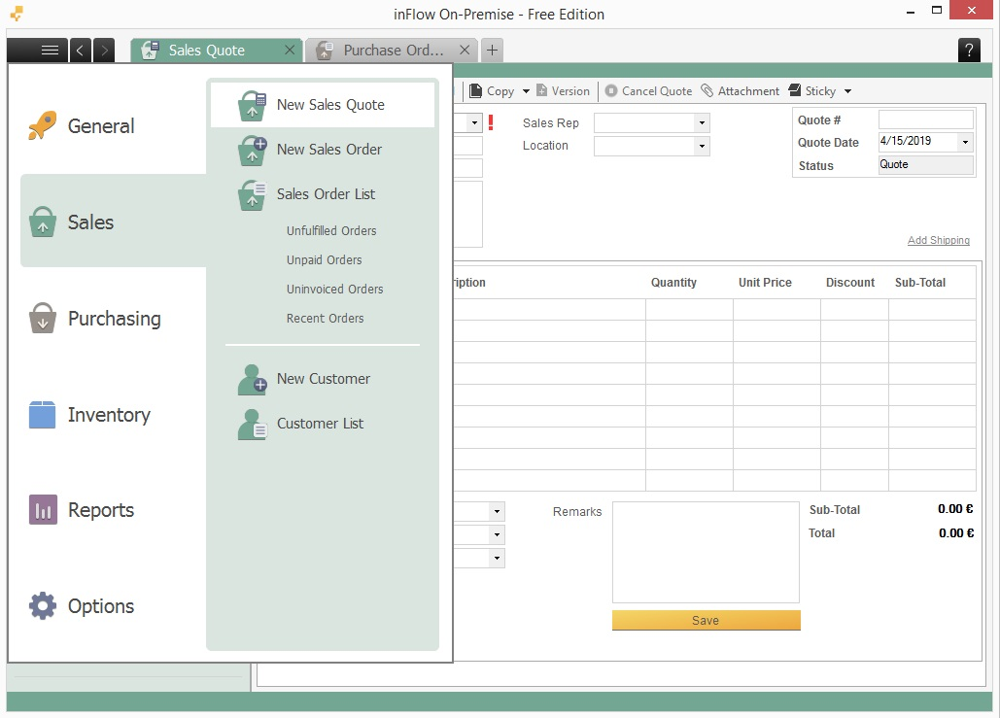 inFlow On-Premise - Free Edition
Sales Quote
Purchase Ord...
?
General
Sales
Purchasing
Inventory
Reports
Options
New Sales Quote
New Sales Order
Sales Order List
Unfulfilled Orders
Unpaid Orders
Uninvoiced Orders
Recent Orders
New Customer
Customer List
Copy Version Cancel Quote Attachment Sticky
Sales Rep
Location
Quote #
Quote Date 4/15/2019
Status Quote
Add Shipping
ription Quantity Unit Price Discount Sub-Total
Remarks
Save
Sub-Total 0.00 €
Total 0.00 €